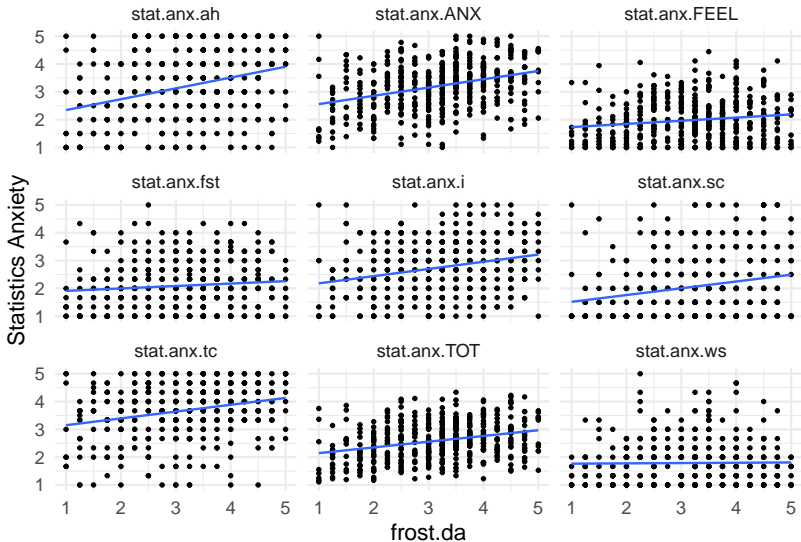 stat.anx.ah stat.anx.ANX stat.anx.FEEL
5
4
3
2
1
stat.anx.fst stat.anx.i stat.anx.sc
5
4
3
2
1
stat.anx.tc stat.anx.TOT stat.anx.ws
5
4
3
2
1
1 2 3 4 5 1 2 3 4 5 1 2 3 4 5
Statistics Anxiety
frost.da